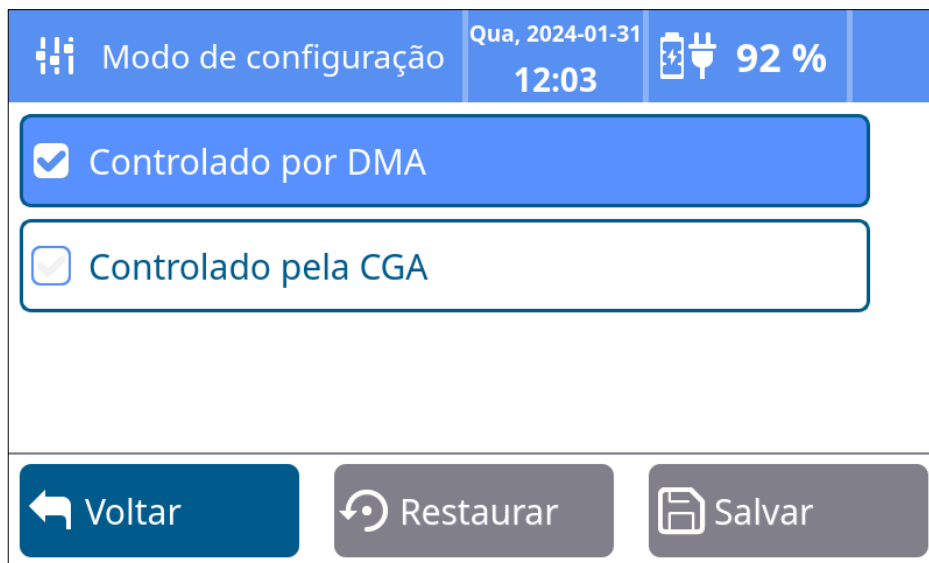 Modo de configuração
Qua, 2024-01-31
12:03
92 %
Controlado por DMA
Controlado pela CGA
Voltar
Restaurar
Salvar